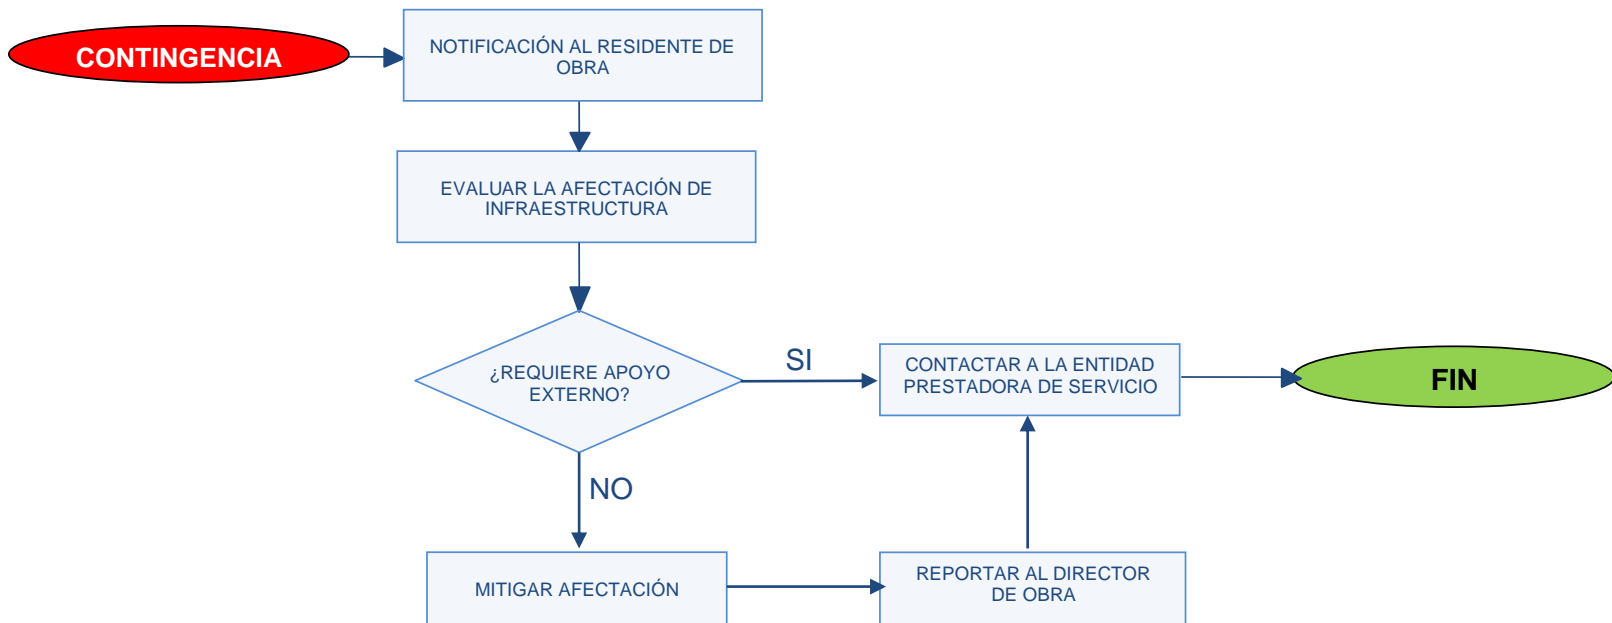 CONTINGENCIA
NOTIFICACIÓN AL RESIDENTE DE
OBRA
EVALUAR LA AFECTACIÓN DE
INFRAESTRUCTURA
¿REQUIERE APOYO
EXTERNO?
SI
CONTACTAR A LA ENTIDAD
PRESTADORA DE SERVICIO
FIN
NO
MITIGAR AFECTACIÓN
REPORTAR AL DIRECTOR
DE OBRA